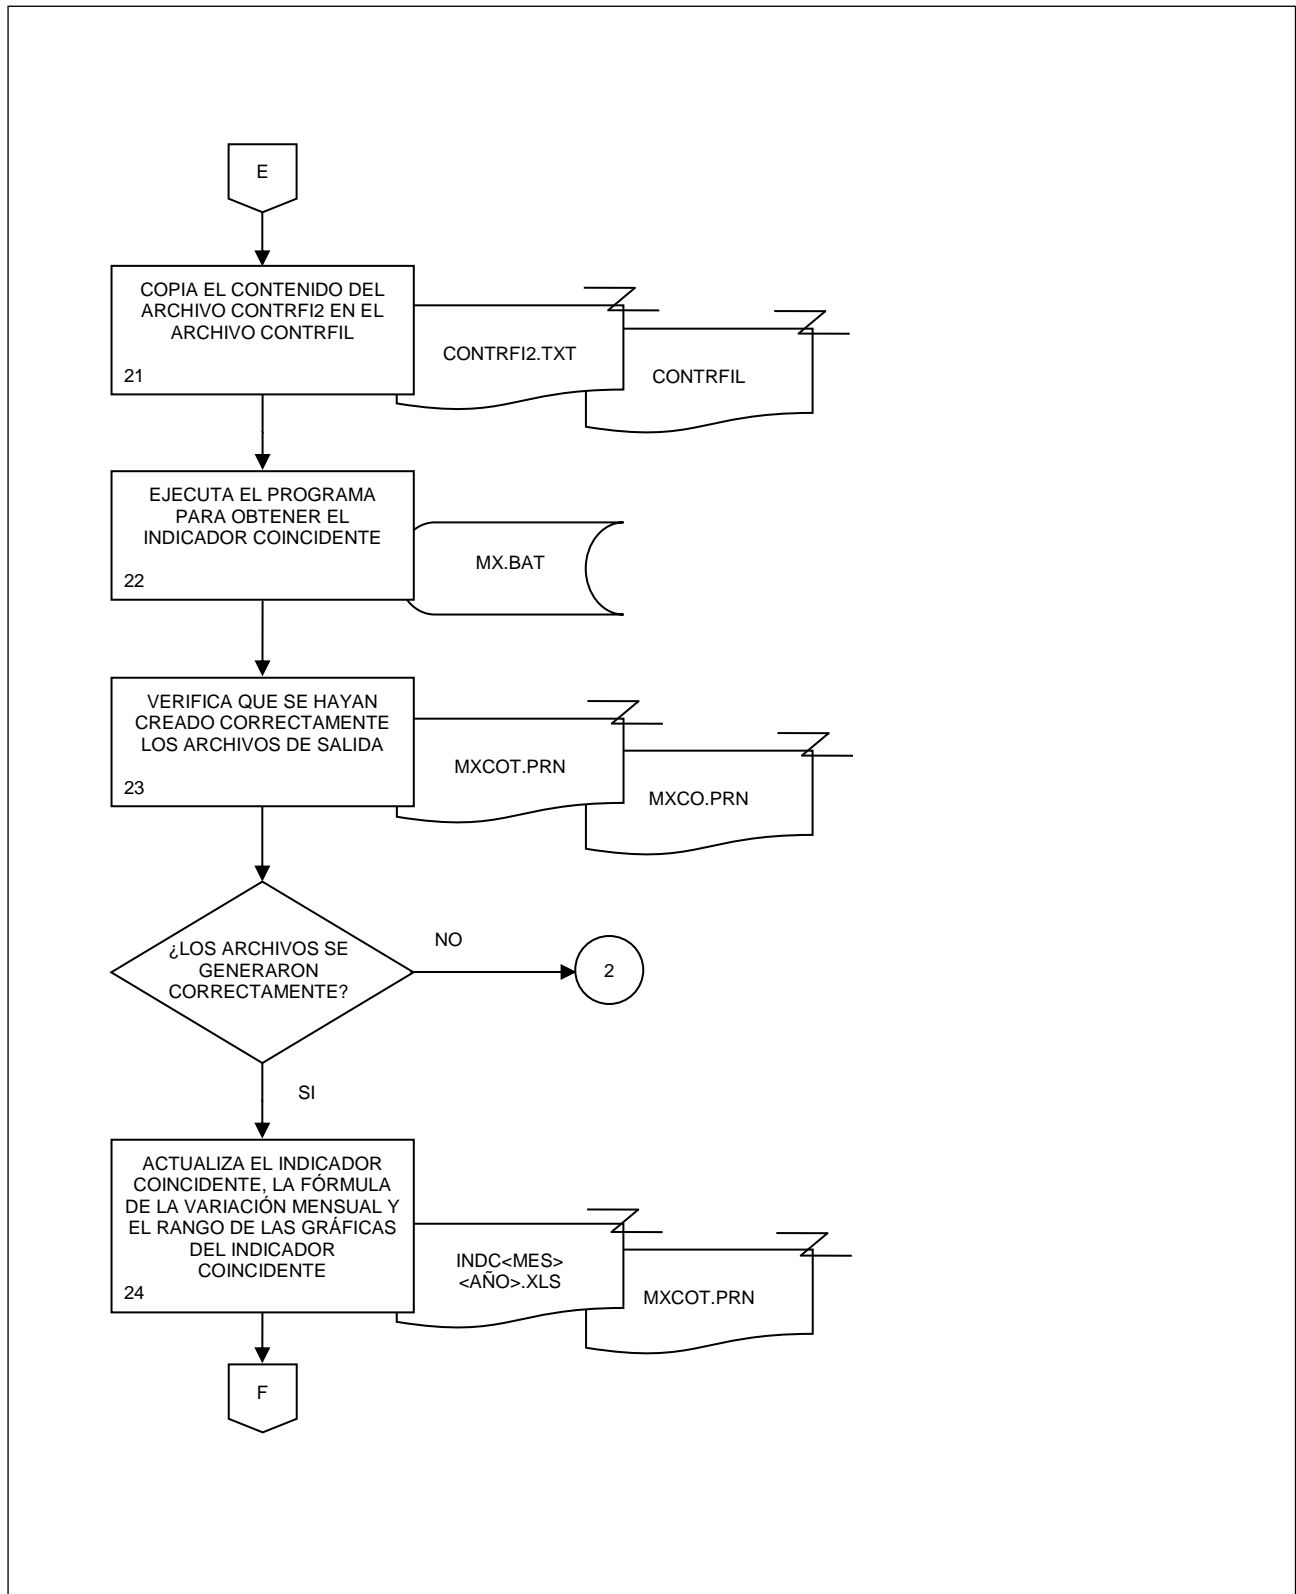 E
COPIA EL CONTENIDO DEL
ARCHIVO CONTRFI2 EN EL
ARCHIVO CONTRFIL
21
CONTRFI2.TXT
CONTRFIL
EJECUTA EL PROGRAMA
PARA OBTENER EL
INDICADOR COINCIDENTE
22
MX.BAT
VERIFICA QUE SE HAYAN
CREADO CORRECTAMENTE
LOS ARCHIVOS DE SALIDA
23
MXCOT.PRN
MXCO.PRN
¿LOS ARCHIVOS SE
GENERARON
CORRECTAMENTE?
NO
2
SI
ACTUALIZA EL INDICADOR
COINCIDENTE, LA FÓRMULA
DE LA VARIACIÓN MENSUAL Y
EL RANGO DE LAS GRÁFICAS
DEL INDICADOR
COINCIDENTE
24
INDC<MES>
<AÑO>.XLS
MXCOT.PRN
F